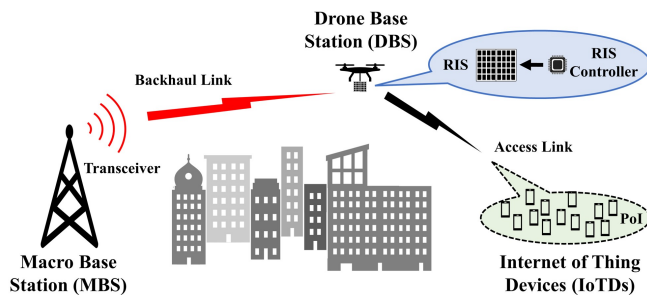 Drone Base
Station (DBS)
RIS
RIS
Controller
Backhaul Link
Transceiver
Access Link
PoI
Macro Base
Station (MBS)
Internet of Thing
Devices (IoTDs)